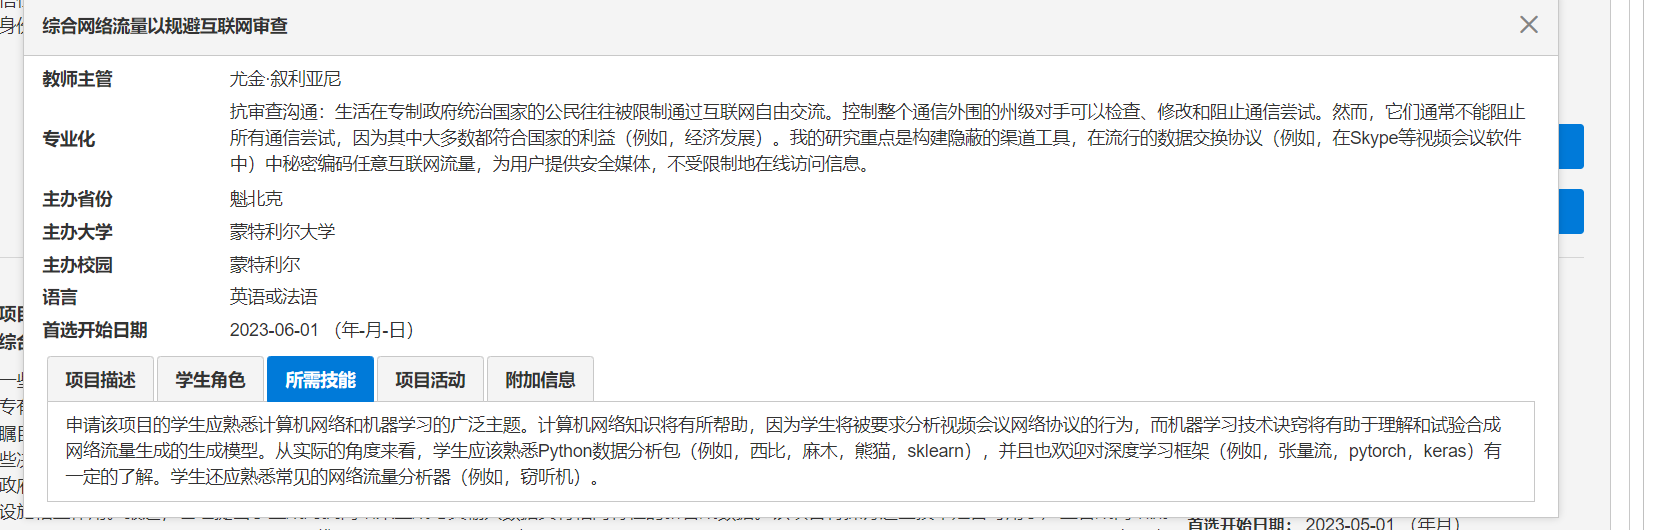 综合网络流量以规避互联网审查
教师主管 尤金·叙利亚尼
专业化 抗审查沟通：生活在专制政府统治国家的公民往往被限制通过互联网自由交流。控制整个通信外围的州级对手可以检查、修改和阻止通信尝试。然而，它们通常不能阻止
所有通信尝试，因为其中大多数都符合国家的利益（例如，经济发展）。我的研究重点是构建隐蔽的渠道工具，在流行的数据交换协议（例如，在Skype等视频会议软件
中）中秘密编码任意互联网流量，为用户提供安全媒体，不受限制地在线访问信息。
主办省份 魁北克
主办大学 蒙特利尔大学
主办校园 蒙特利尔
语言 英语或法语
首选开始日期 2023-06-01 （年-月-日）
项目描述 学生角色 所需技能 项目活动 附加信息
申请该项目的学生应熟悉计算机网络和机器学习的广泛主题。计算机网络知识将有所帮助，因为学生将被要求分析视频会议网络协议的行为，而机器学习技术诀窍将有助于理解和试验合成
网络流量生成的生成模型。从实际的角度来看，学生应该熟悉Python数据分析包（例如，西比，麻木，熊猫，sklearn），并且也欢迎对深度学习框架（例如，张量流，pytorch，keras）有
一定的了解。学生还应熟悉常见的网络流量分析器（例如，窃听机）。
首选开始日期： 2023-05-01 （年月